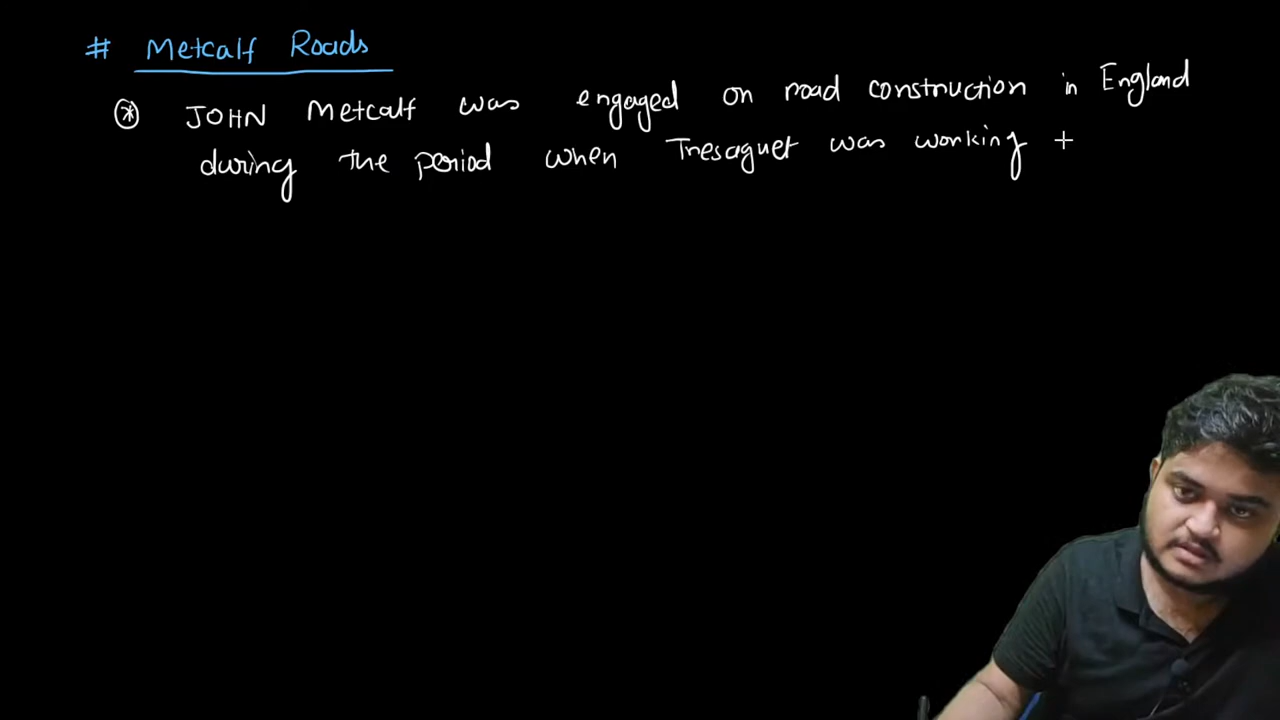 # Metcalf Roads
* JOHN Metcalf was engaged on road construction in England
during the period when Tresaguet was working +